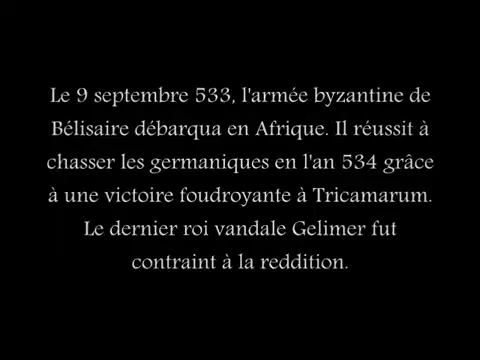 Le 9 septembre 533, l'armée byzantine de
Bélisaire débarqua en Afrique. Il réussit à
chasser les germaniques en l'an 534 grâce
à une victoire foudroyante à Tricamarum.
Le dernier roi vandale Gelimer fut
contraint à la reddition.